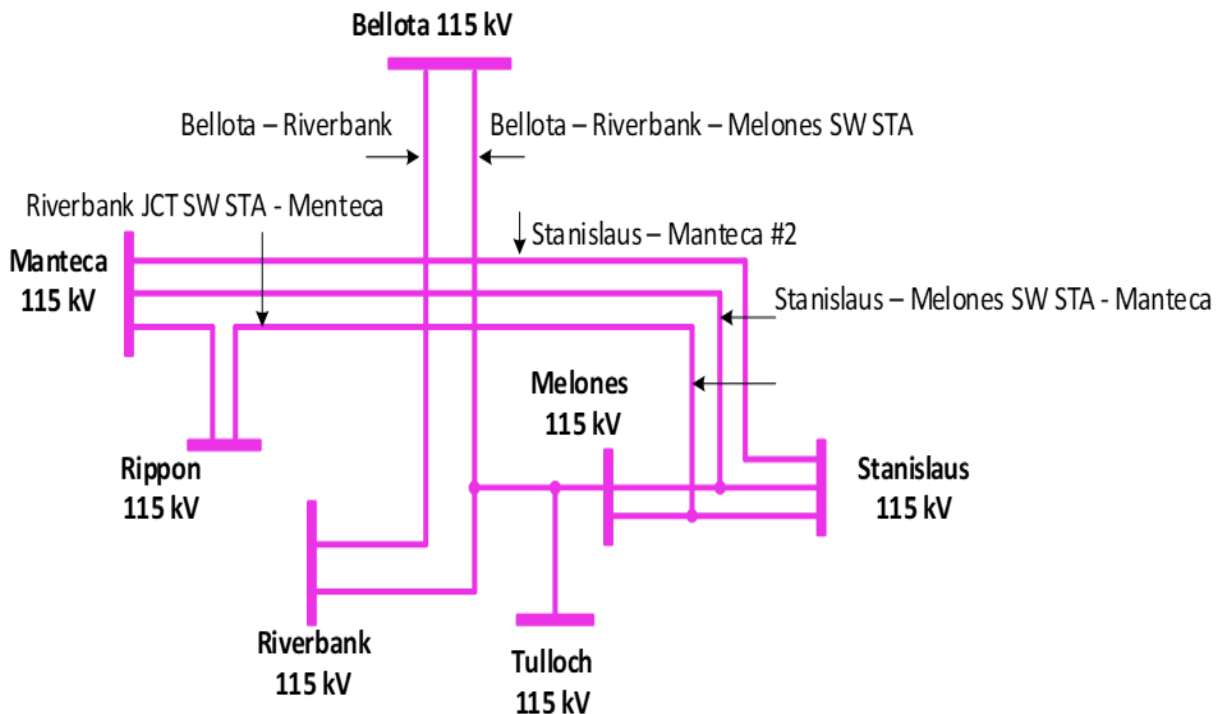 Bellota 115 kV
Bellota – Riverbank
Bellota – Riverbank – Melones SW STA
Riverbank JCT SW STA - Menteca
Stanislaus – Manteca #2
Manteca
115 kV
Stanislaus – Melones SW STA - Manteca
Melones
115 kV
Rippon
115 kV
Stanislaus
115 kV
Riverbank
115 kV
Tulloch
115 kV